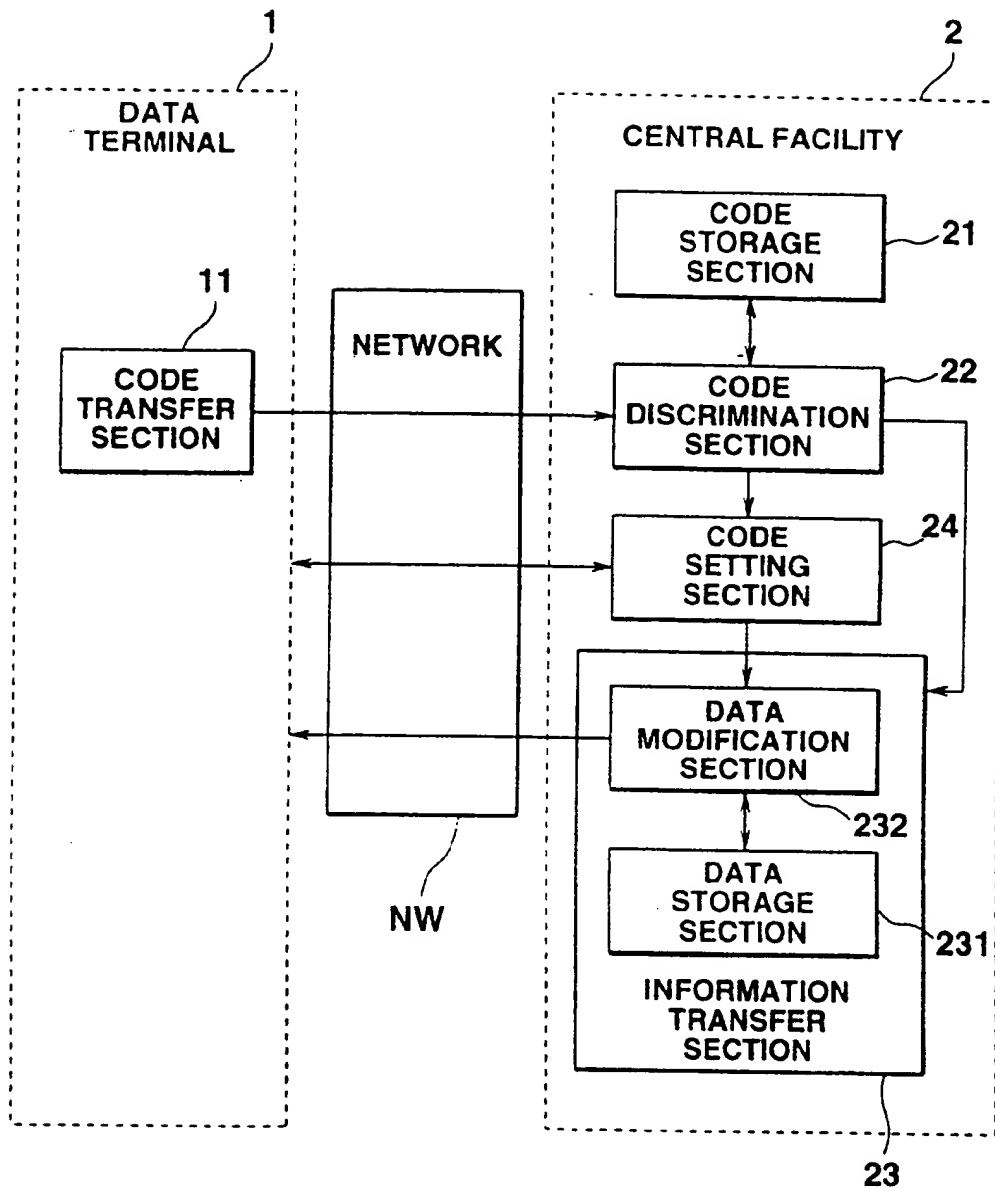 1
DATA
TERMINAL
11
CODE
TRANSFER
SECTION
NETWORK
NW
2
CENTRAL FACILITY
CODE
STORAGE
SECTION
21
CODE
DISCRIMINATION
SECTION
22
CODE
SETTING
SECTION
24
DATA
MODIFICATION
SECTION
232
DATA
STORAGE
SECTION
231
INFORMATION
TRANSFER
SECTION
23